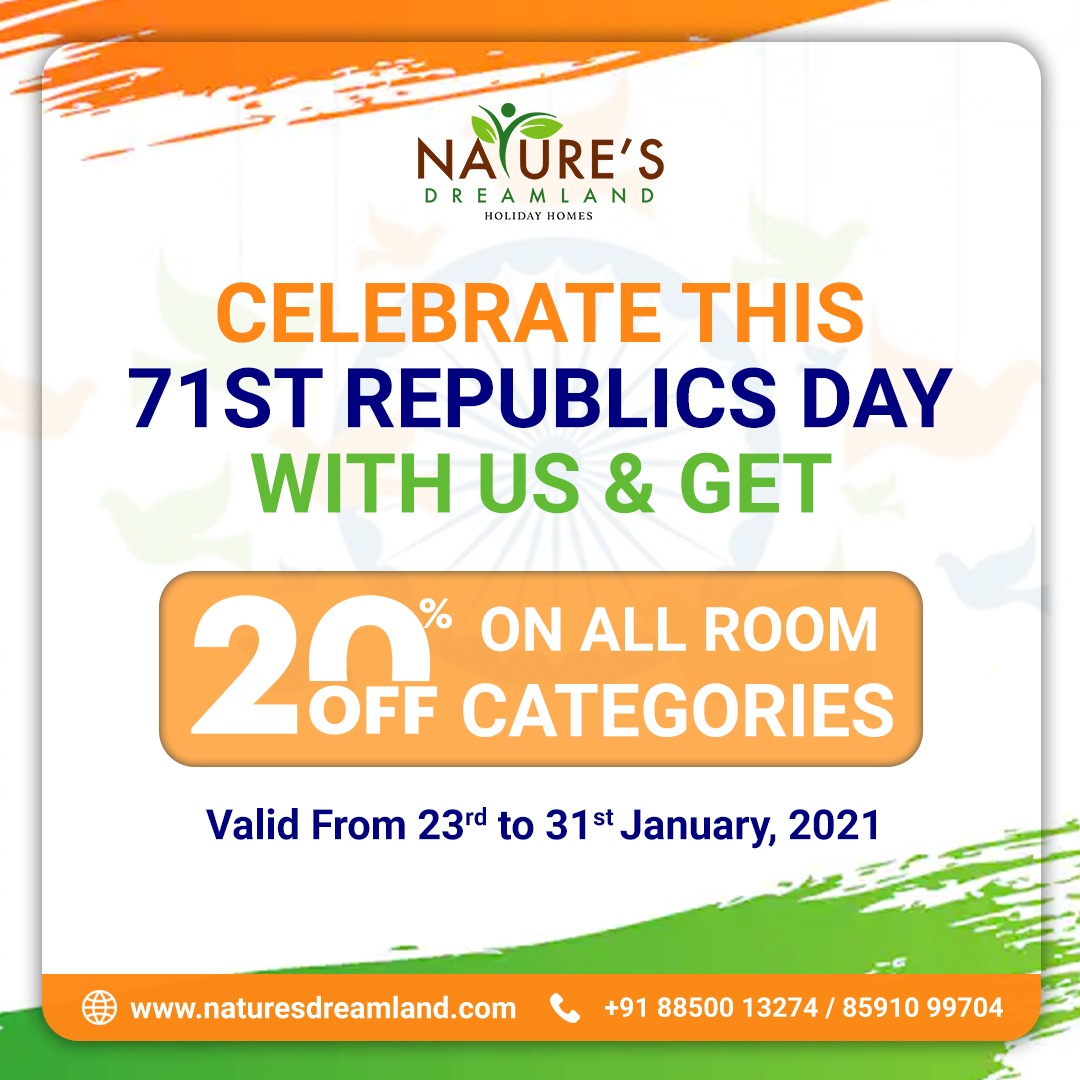 NATURE'S
DREAMLAND
HOLIDAY HOMES
CELEBRATE THIS
71ST REPUBLICS DAY
WITH US & GET
20% OFF ON ALL ROOM
CATEGORIES
Valid From 23rd to 31st January, 2021
www.naturesdreamland.com +91 88500 13274 / 85910 99704